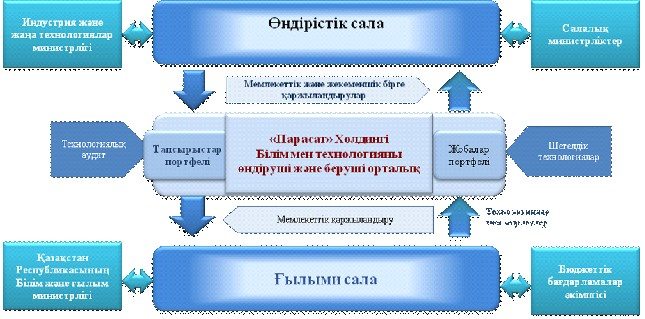 Индустрия және
жаңа технологиялар
министрлігі
Өндірістік сала
Салалық
министрліктер
Мемлекеттік және жекеменшік бірге
қаржыландырулар
Технологиялық
аудит
Тапсырыстар
портфелі
«Парасат» Холдингі
Білім мен технологияны
өндіруші және беруші орталық
Жобалар
портфелі
Шетелдік
технологиялар
Мемлекеттік қаржыландыру
Қазақстан
Республикасының
Білім және ғылым
министрлігі
Ғылыми сала
Бюджеттік
бағдарламалар
әкімшісі